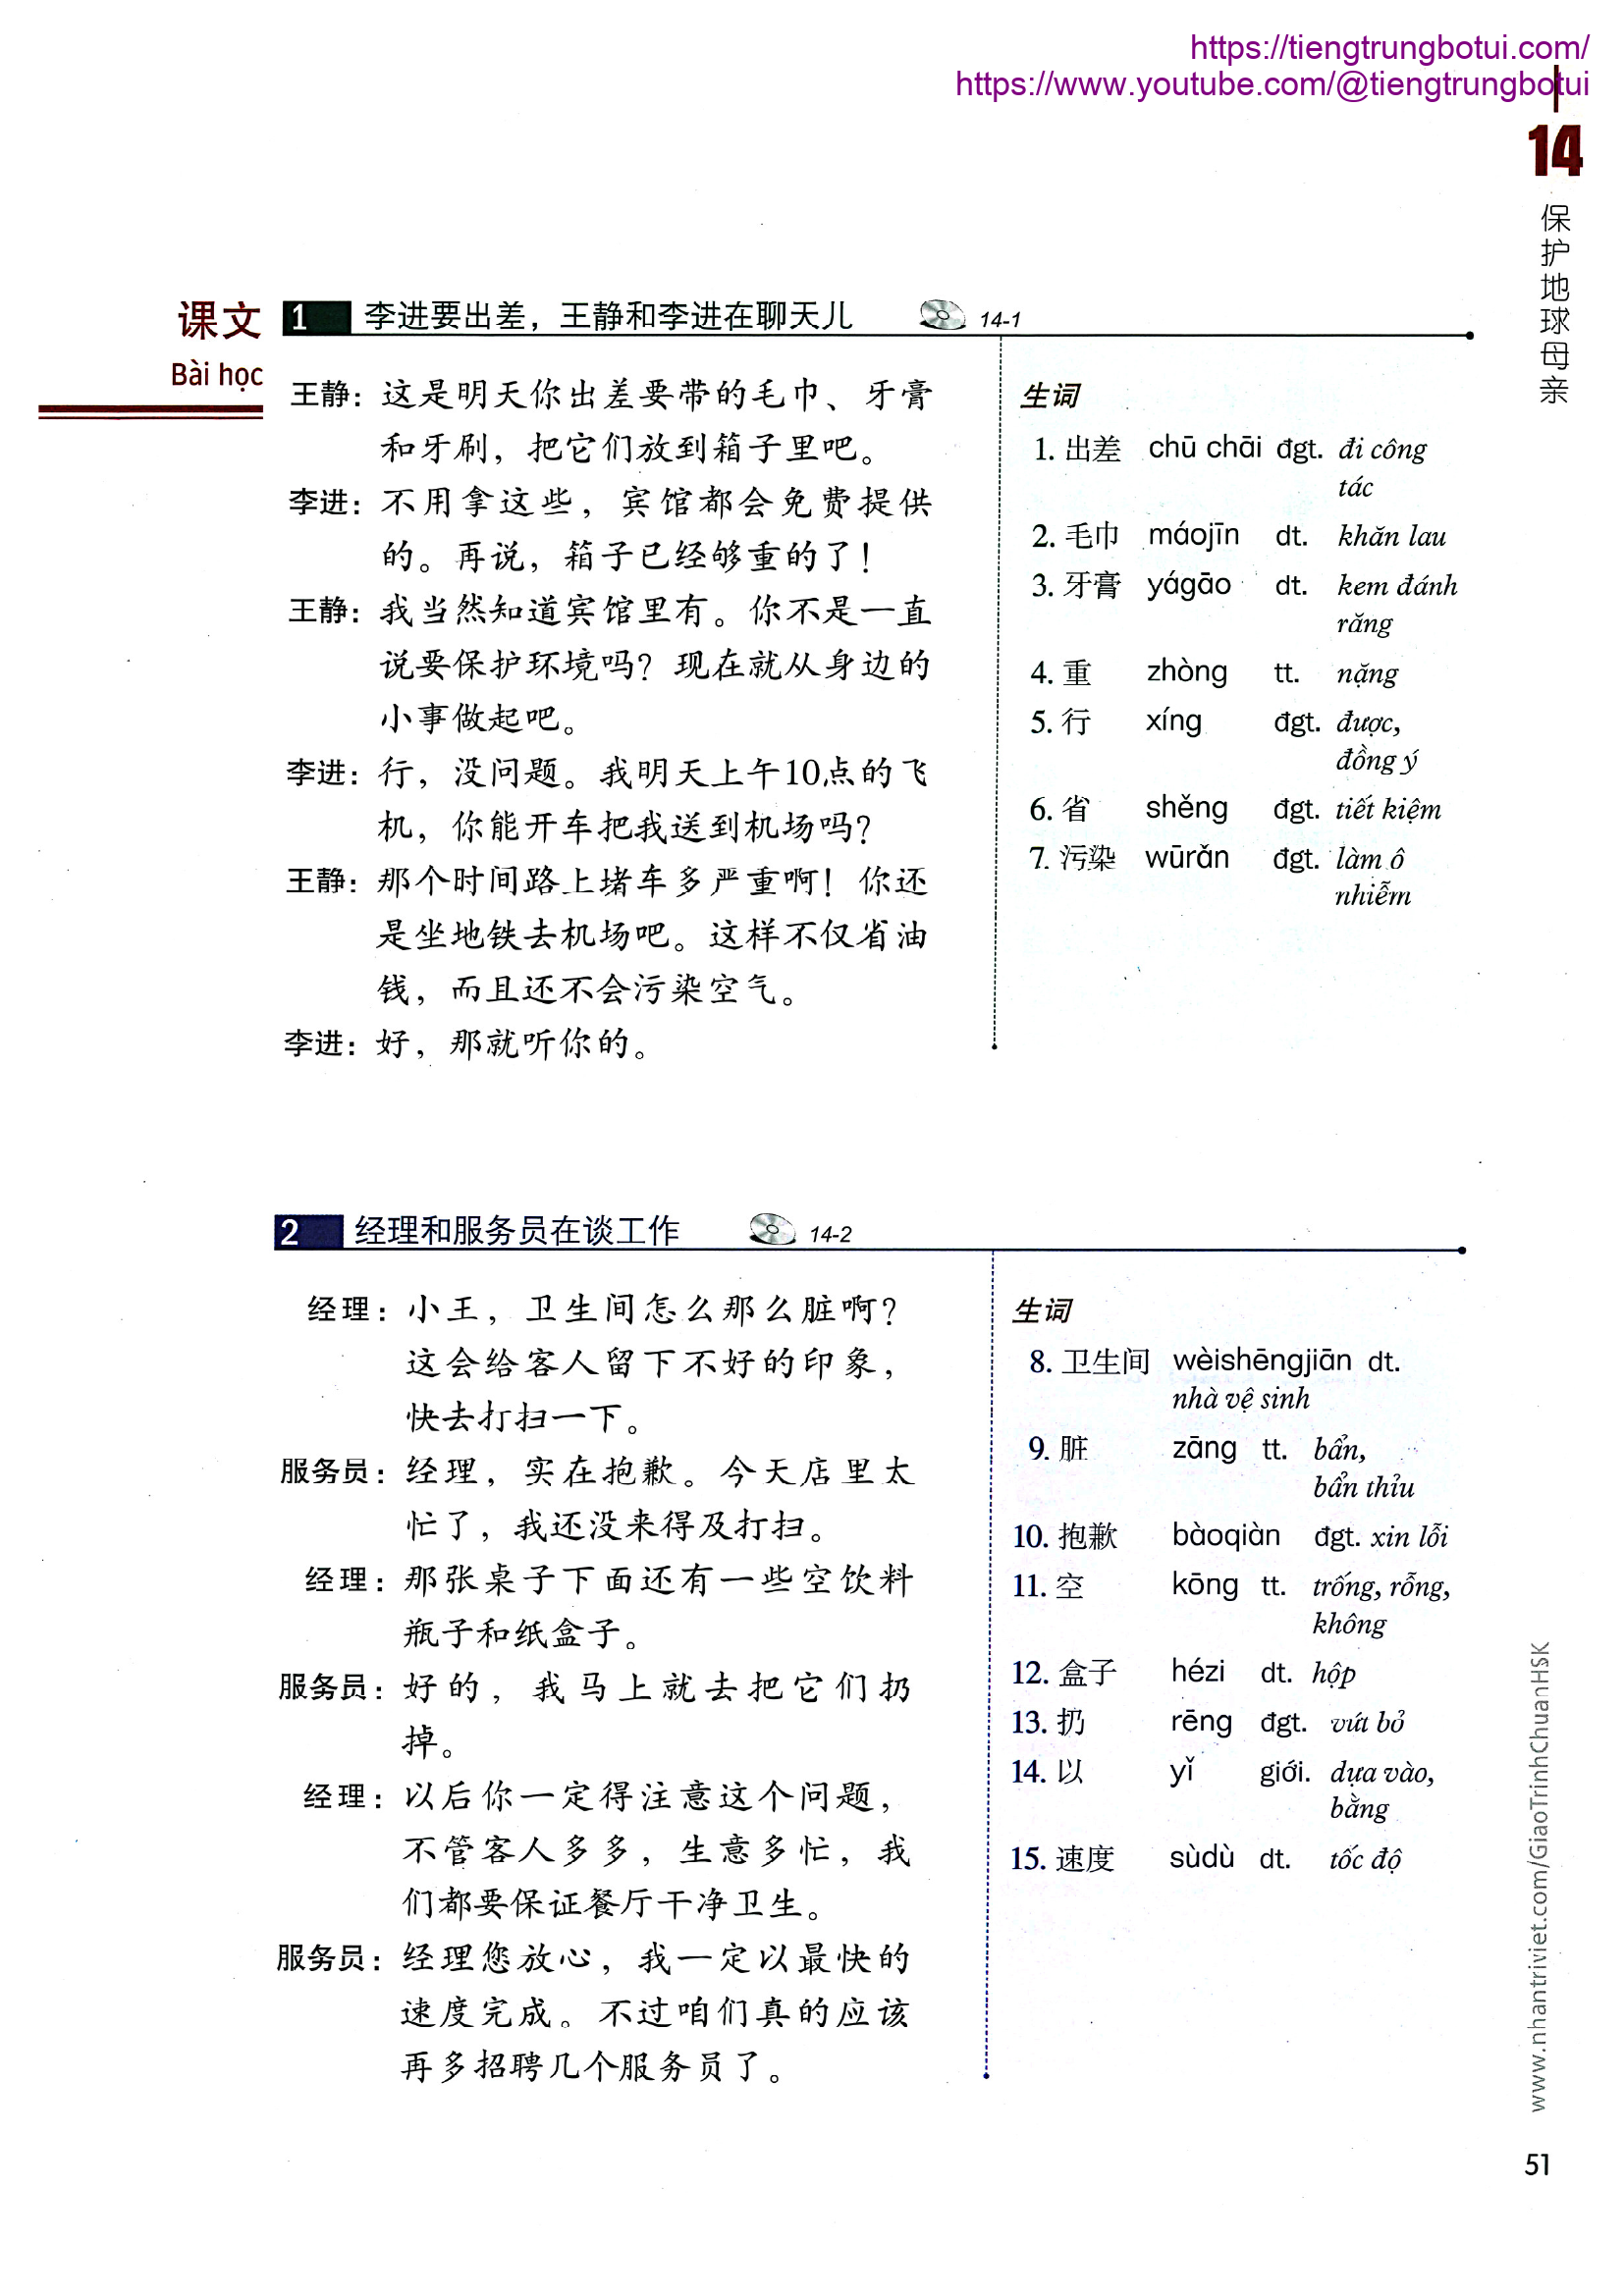 https://tiengtrungbotui.com/
https://www.youtube.com/@tiengtrungbotui
14
保护地球母亲
课文
Bài học
1 李进要出差，王静和李进在聊天儿 14-1
王静：这是明天你出差要带的毛巾、牙膏
和牙刷，把它们放到箱子里吧。
李进：不用拿这些，宾馆都会免费提供
的。再说，箱子已经够重的了！
王静：我当然知道宾馆里有。你不是一直
说要保护环境吗？现在就从身边的
小事做起吧。
李进：行，没问题。我明天上午10点的飞
机，你能开车把我送到机场吗？
王静：那个时间路上堵车多严重啊！你还
是坐地铁去机场吧。这样不仅省油
钱，而且还不会污染空气。
李进：好，那就听你的。
生词
1. 出差 chū chāi đgt. đi công
tác
2. 毛巾 máojīn dt. khăn lau
3. 牙膏 yágāo dt. kem đánh
răng
4. 重 zhòng tt. nặng
5. 行 xíng đgt. được,
đồng ý
6. 省 shěng đgt. tiết kiệm
7. 污染 wūrǎn đgt. làm ô
nhiễm
2 经理和服务员在谈工作 14-2
经理：小王，卫生间怎么那么脏啊？
这会给客人留下不好的印象，
快去打扫一下。
服务员：经理，实在抱歉。今天店里太
忙了，我还没来得及打扫。
经理：那张桌子下面还有一些空饮料
瓶子和纸盒子。
服务员：好的，我马上就去把它们扔
掉。
经理：以后你一定得注意这个问题，
不管客人多多，生意多忙，我
们都要保证餐厅干净卫生。
服务员：经理您放心，我一定以最快的
速度完成。不过咱们真的应该
再多招聘几个服务员了。
生词
8. 卫生间 wèishēngjiān dt.
nhà vệ sinh
9. 脏 zāng tt. bẩn,
bẩn thỉu
10. 抱歉 bàoqiàn đgt. xin lỗi
11. 空 kōng tt. trống, rỗng,
không
12. 盒子 hézi dt. hộp
13. 扔 rēng đgt. vứt bỏ
14. 以 yǐ giới. dựa vào,
bằng
15. 速度 sùdù dt. tốc độ
www.nhantriviet.com/GiaoTrinhChuanHSK
51